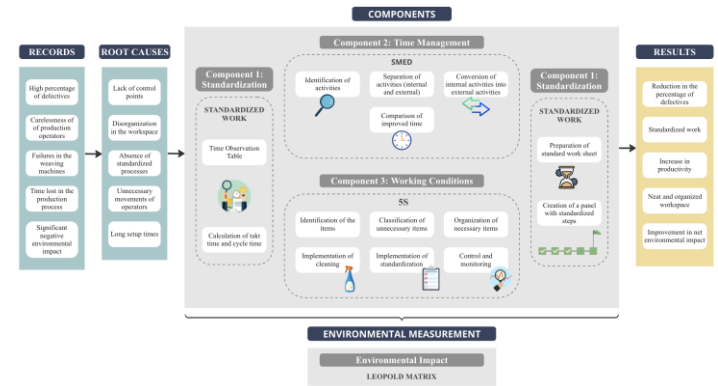 COMPONENTS
RECORDS
High percentage
of defectives
Carelessness of
of production
operators
Failures in the
weaving
machines
Time lost in the
production
process
Significant
negative
environmental
impact
ROOT CAUSES
Lack of control
points
Disorganization
in the workspace
Absence of
standardized
processes
Unnecessary
movements of
operators
Long setup times
Component 1:
Standardization
STANDARDIZED
WORK
Time Observation
Table
Calculation of takt
time and cycle time
Component 2: Time Management
SMED
Identification of
activities
Separation of
activities (internal
and external)
Conversion of
internal activities into
external activities
Comparison of
improved time
Component 3: Working Conditions
5S
Identification of the
items
Classification of
unnecessary items
Organization of
necessary items
Implementation of
cleaning
Implementation of
standardization
Control and
monitoring
Component 1:
Standardization
STANDARDIZED
WORK
Preparation of
standard work sheet
Creation of a panel
with standardized
steps
RESULTS
Reduction in the
percentage of
defectives
Standardized work
Increase in
productivity
Neat and organized
workspace
Improvement in net
environmental impact
ENVIRONMENTAL MEASUREMENT
Environmental Impact
LEOPOLD MATRIX